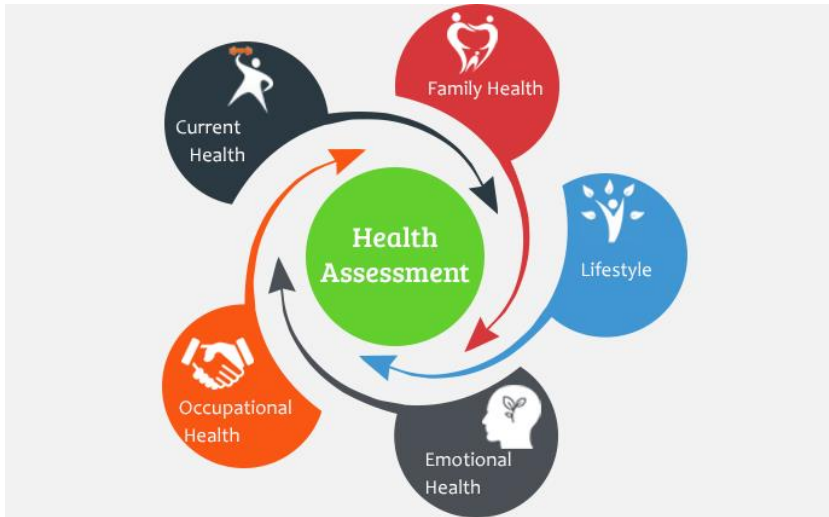 Family Health
Current
Health
Health
Assessment
Lifestyle
Occupational
Health
Emotional
Health